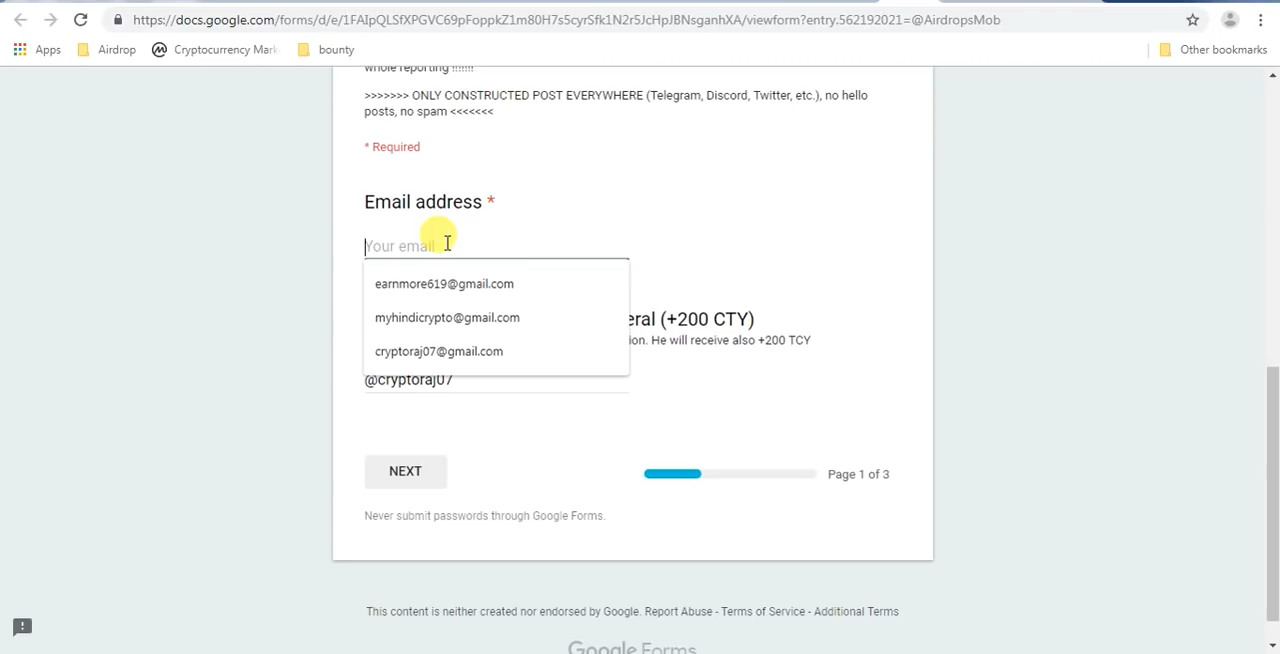 https://docs.google.com/forms/d/e/1FAIpQLSfXPGVC69pFoppkZ1m80H7s5cyrSfk1N2r5JcHpJBNsganhXA/viewform?entry.562192021=@AirdropsMob
Apps Airdrop Cryptocurrency Mark bounty Other bookmarks
whole reporting !!!!!!!
>>>>>>> ONLY CONSTRUCTED POST EVERYWHERE (Telegram, Discord, Twitter, etc.), no hello
posts, no spam <<<<<<<
* Required
Email address *
Your email
earnmore619@gmail.com
myhindicrypto@gmail.com
eral (+200 CTY)
ion. He will receive also +200 TCY
cryptoraj07@gmail.com
@cryptoraj07
NEXT
Page 1 of 3
Never submit passwords through Google Forms.
This content is neither created nor endorsed by Google. Report Abuse - Terms of Service - Additional Terms
Google Forms